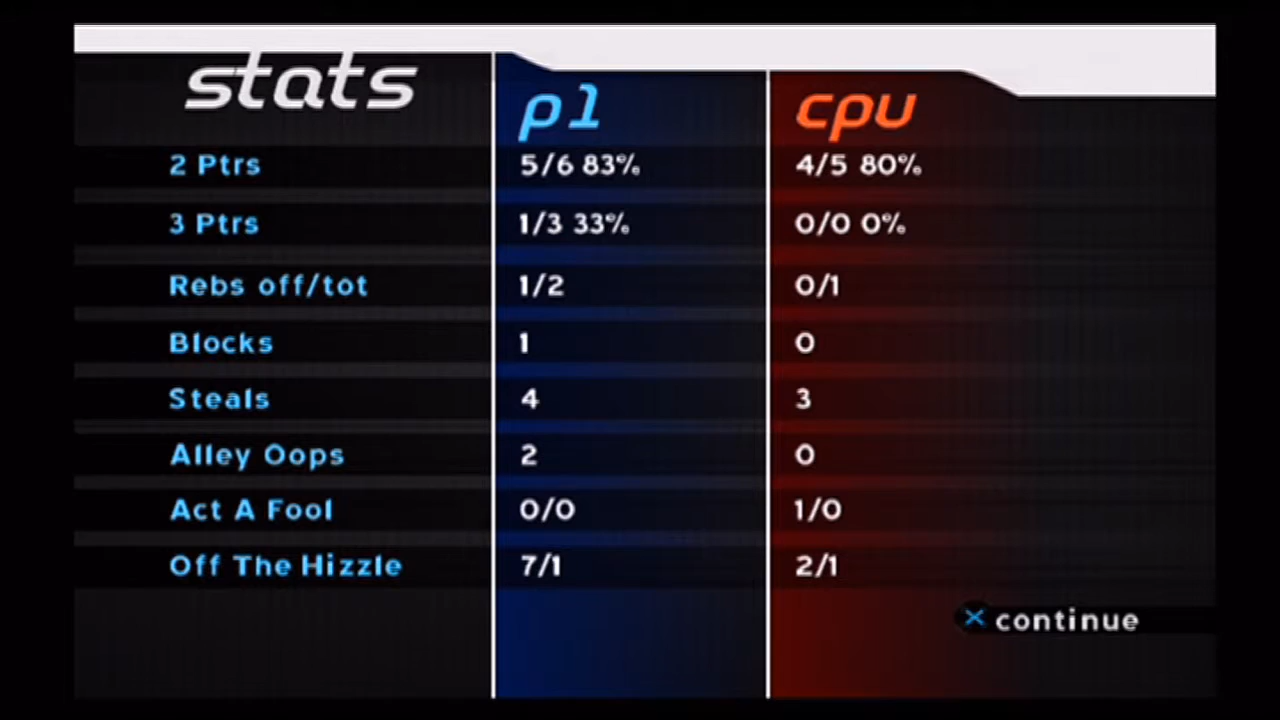 stats p1 cpu
2 Ptrs 5/6 83% 4/5 80%
3 Ptrs 1/3 33% 0/0 0%
Rebs off/tot 1/2 0/1
Blocks 1 0
Steals 4 3
Alley Oops 2 0
Act A Fool 0/0 1/0
Off The Hizzle 7/1 2/1
continue